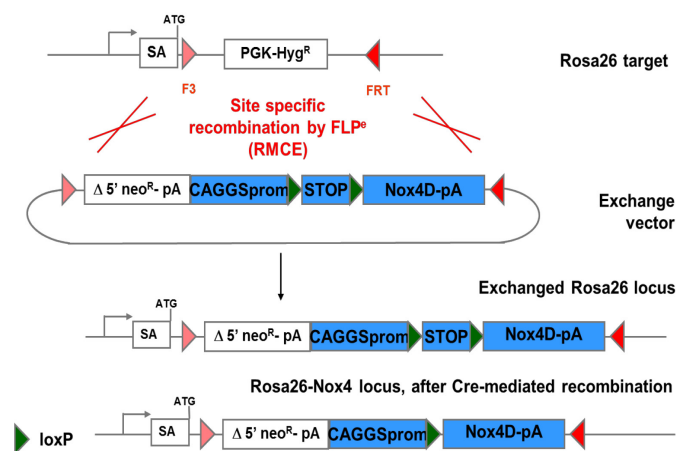 ATG
SA
PGK-Hygᴿ
Rosa26 target
F3
FRT
Site specific
recombination by FLPᵉ
(RMCE)
Δ 5' neoᴿ- pA
CAGGSprom
STOP
Nox4D-pA
Exchange
vector
Exchanged Rosa26 locus
ATG
SA
Δ 5' neoᴿ- pA
CAGGSprom
STOP
Nox4D-pA
Rosa26-Nox4 locus, after Cre-mediated recombination
ATG
loxP
SA
Δ 5' neoᴿ- pA
CAGGSprom
Nox4D-pA